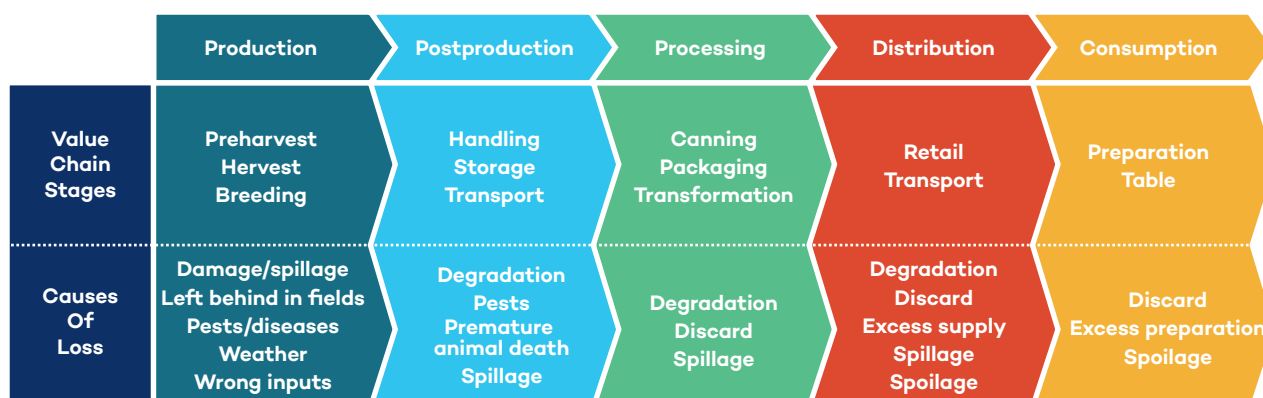 Production
Postproduction
Processing
Distribution
Consumption
Value
Chain
Stages
Preharvest
Hervest
Breeding
Handling
Storage
Transport
Canning
Packaging
Transformation
Retail
Transport
Preparation
Table
Causes
Of
Loss
Damage/spillage
Left behind in fields
Pests/diseases
Weather
Wrong inputs
Degradation
Pests
Premature
animal death
Spillage
Degradation
Discard
Spillage
Degradation
Discard
Excess supply
Spillage
Spoilage
Discard
Excess preparation
Spoilage